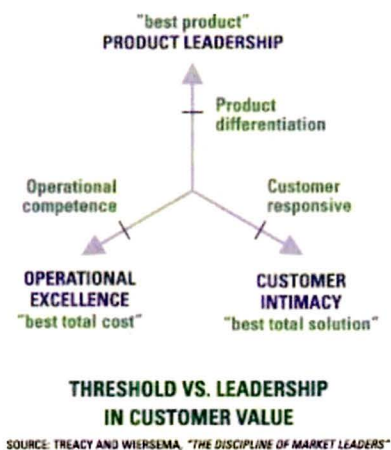 "best product"
PRODUCT LEADERSHIP
Product
differentiation
Operational
competence
Customer
responsive
OPERATIONAL
EXCELLENCE
"best total cost"
CUSTOMER
INTIMACY
"best total solution"
THRESHOLD VS. LEADERSHIP
IN CUSTOMER VALUE
SOURCE: TREACY AND WIERSEMA, "THE DISCIPLINE OF MARKET LEADERS"